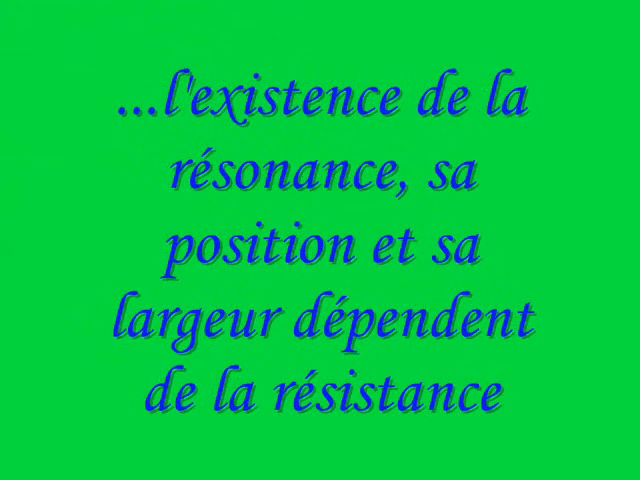 ...l'existence de la
résonance, sa
position et sa
largeur dépendent
de la résistance